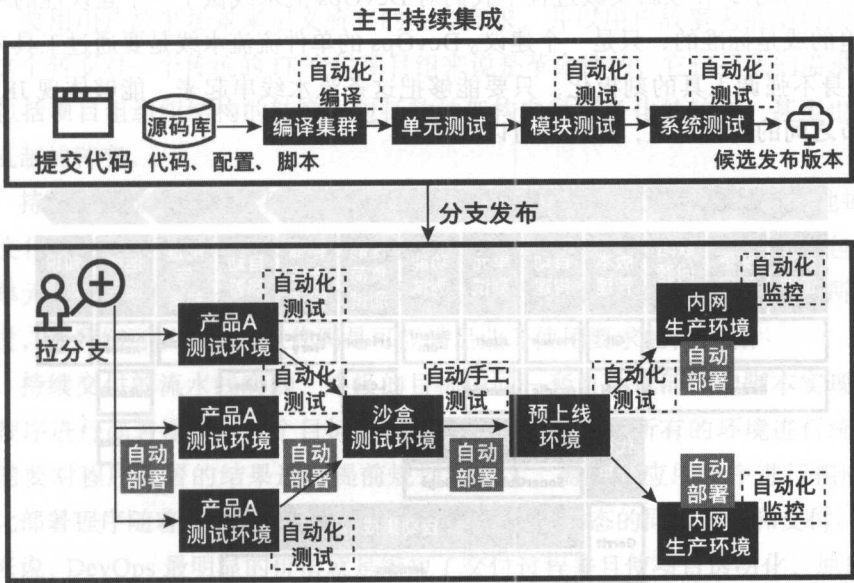 主干持续集成
自动化
编译
自动化
测试
自动化
测试
源码库
编译集群
单元测试
模块测试
系统测试
提交代码
代码、配置、脚本
候选发布版本
分支发布
拉分支
自动化
测试
产品A
测试环境
自动化
测试
产品A
测试环境
自动
部署
自动
部署
产品A
测试环境
自动化
测试
沙盒
测试环境
自动/手工
测试
自动
部署
预上线
环境
自动化
测试
内网
生产环境
自动化
监控
自动
部署
自动
部署
内网
生产环境
自动化
监控